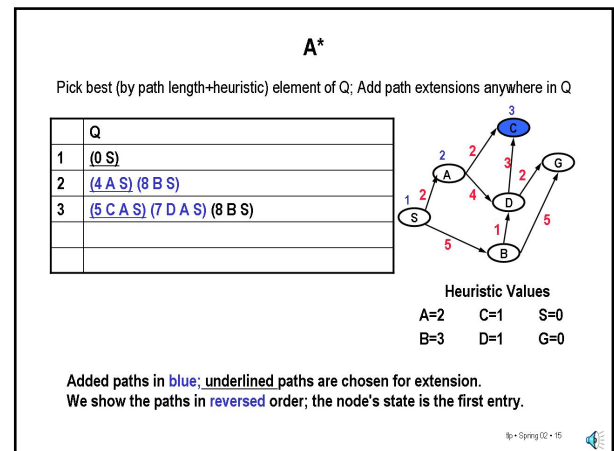 A*
Pick best (by path length+heuristic) element of Q; Add path extensions anywhere in Q
Q
1 (0 S)
2 (4 A S) (8 B S)
3 (5 C A S) (7 D A S) (8 B S)
3
C
2
2
A
3
2
G
1
2
4
D
S
1
5
5
B
Heuristic Values
A=2 C=1 S=0
B=3 D=1 G=0
Added paths in blue; underlined paths are chosen for extension.
We show the paths in reversed order; the node's state is the first entry.
tlp • Spring 02 • 15